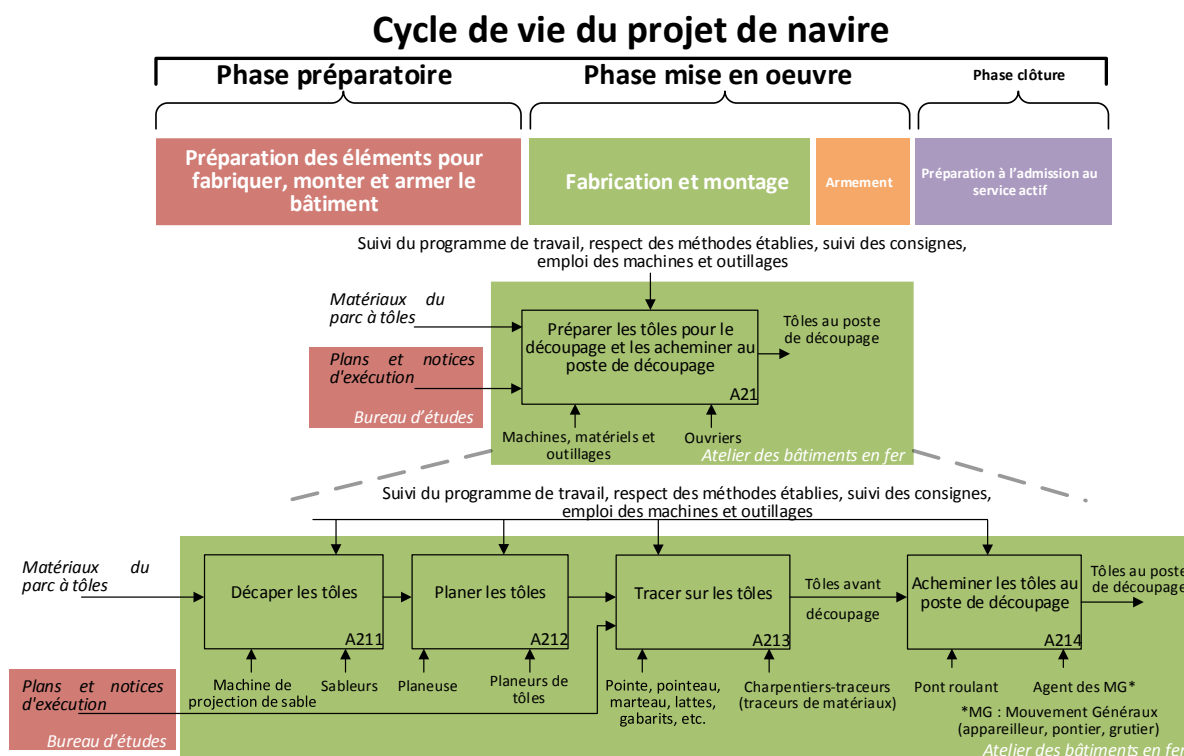 Cycle de vie du projet de navire
Phase préparatoire
Phase mise en oeuvre
Phase clôture
Préparation des éléments pour
fabriquer, monter et armer le
bâtiment
Fabrication et montage
Armement
Préparation à l'admission au
service actif
Suivi du programme de travail, respect des méthodes établies, suivi des consignes,
emploi des machines et outillages
Matériaux du
parc à tôles
Plans et notices
d'exécution
Bureau d'études
Préparer les tôles pour le
découpage et les acheminer au
poste de découpage
A21
Tôles au poste
de découpage
Machines, matériels et
outillages
Ouvriers
Atelier des bâtiments en fer
Suivi du programme de travail, respect des méthodes établies, suivi des consignes,
emploi des machines et outillages
Matériaux du
parc à tôles
Décaper les tôles
A211
Planer les tôles
A212
Tracer sur les tôles
A213
Tôles avant
découpage
Acheminer les tôles au
poste de découpage
A214
Tôles au poste
de découpage
Plans et notices
d'exécution
Bureau d'études
Machine de
projection de sable
Sableurs
Planeuse
Planeurs de
tôles
Pointe, pointeau,
marteau, lattes,
gabarits, etc.
Charpentiers-traceurs
(traceurs de matériaux)
Pont roulant
Agent des MG*
*MG : Mouvement Généraux
(appareilleur, pontier, grutier)
Atelier des bâtiments en fer